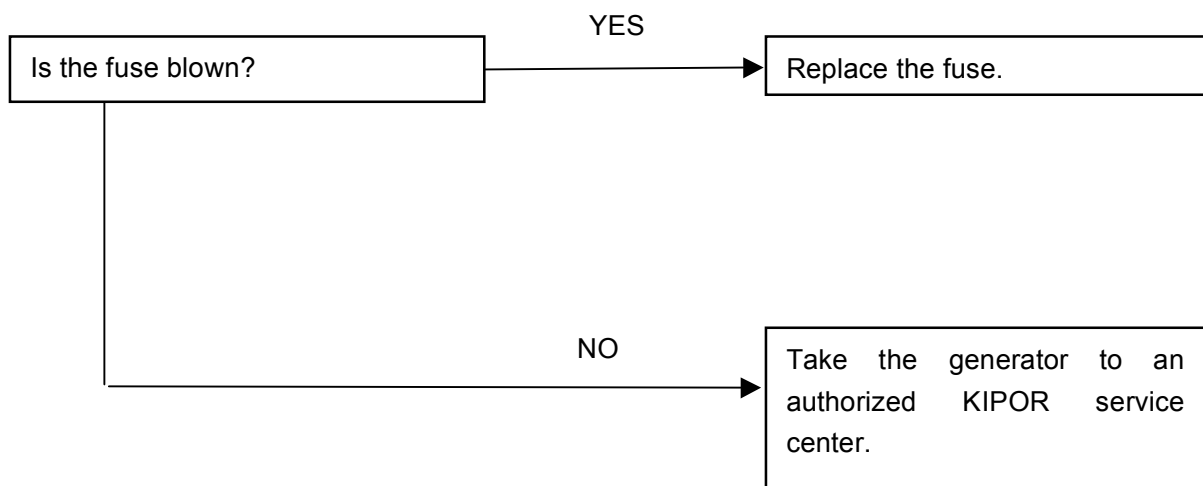 YES
Is the fuse blown?
Replace the fuse.
NO
Take the generator to an
authorized KIPOR service
center.